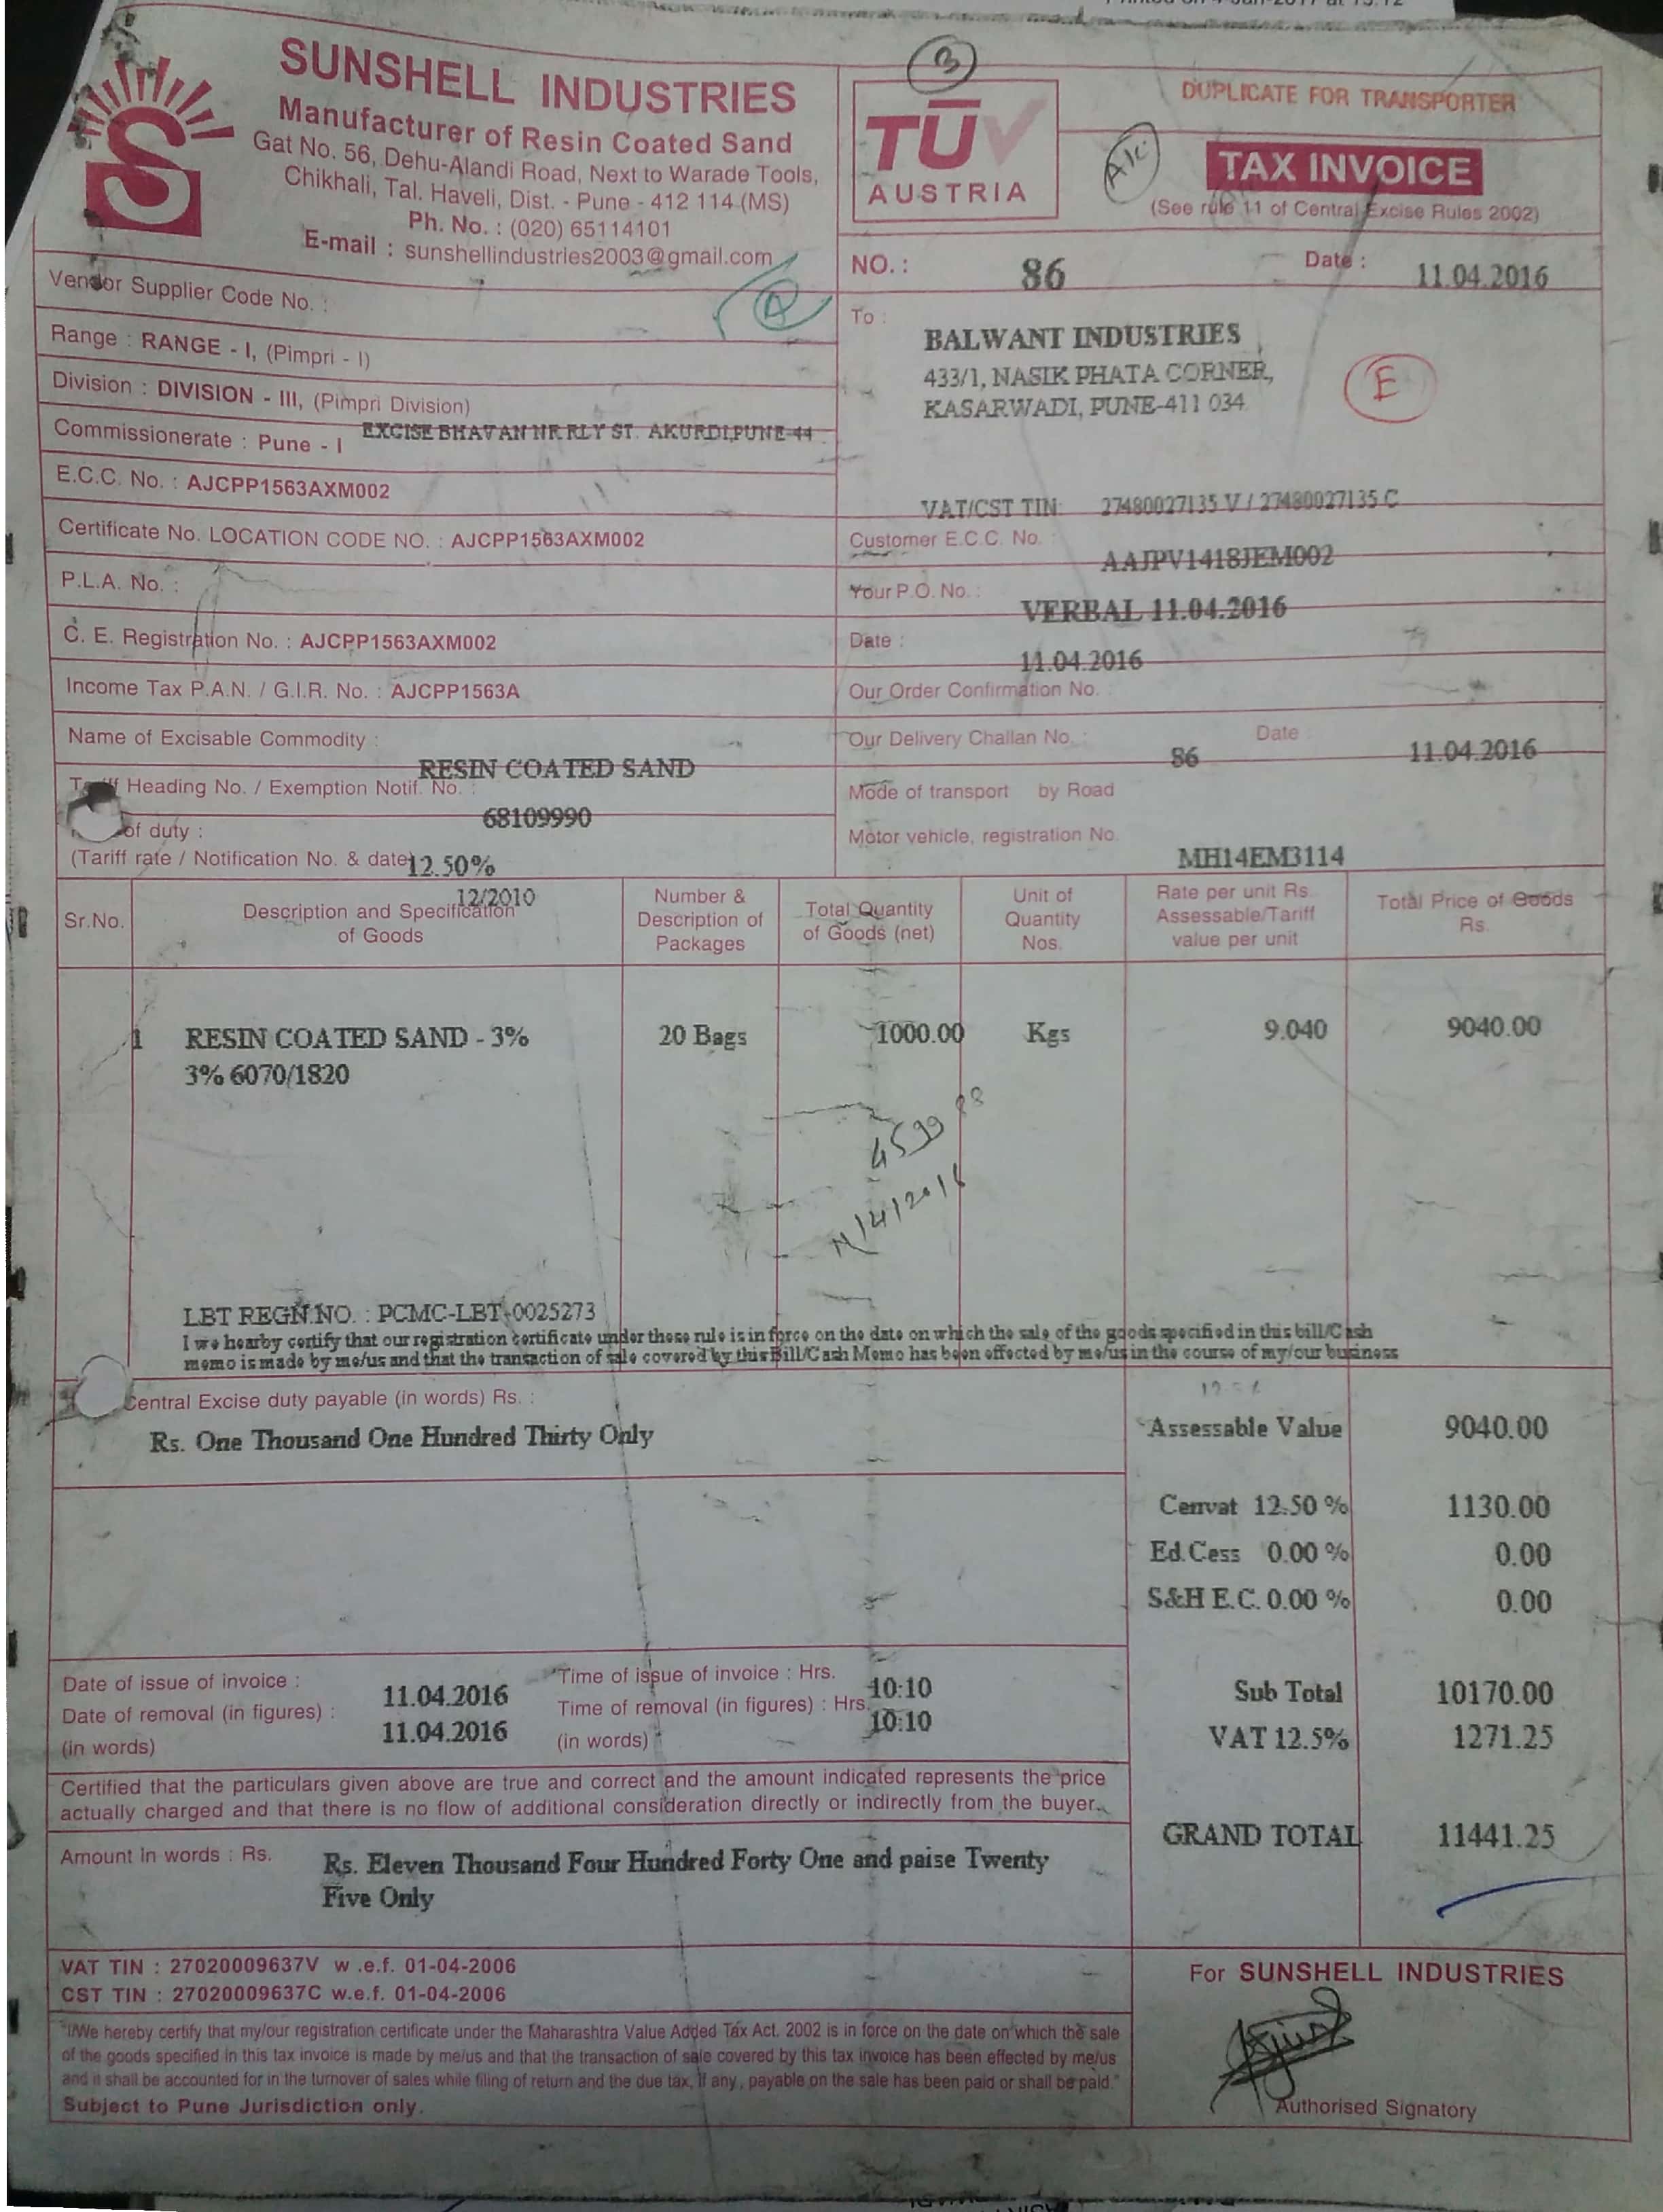 SUNSHELL INDUSTRIES
Manufacturer of Resin Coated Sand
Gat No. 56, Dehu-Alandi Road, Next to Warade Tools,
Chikhali, Tal. Haveli, Dist. - Pune - 412 114 (MS)
Ph. No. : (020) 65114101
E-mail : sunshellindustries2003@gmail.com
3
TÜV
AUSTRIA
DUPLICATE FOR TRANSPORTER
A/c
TAX INVOICE
(See rule 11 of Central Excise Rules 2002)
NO. : 86 Date : 11.04.2016
Vendor Supplier Code No. :
A
Range : RANGE - I, (Pimpri - I)
Division : DIVISION - III, (Pimpri Division)
Commissionerate : Pune - I EXCISE BHAVAN NR RLY ST. AKURDI,PUNE-44
E.C.C. No. : AJCPP1563AXM002
Certificate No. LOCATION CODE NO. : AJCPP1563AXM002
P.L.A. No. :
C. E. Registration No. : AJCPP1563AXM002
Income Tax P.A.N. / G.I.R. No. : AJCPP1563A
Name of Excisable Commodity :
RESIN COATED SAND
Heading No. / Exemption Notif. No. :
68109990
of duty :
(Tariff rate / Notification No. & date) 12.50%
12/2010
To :
BALWANT INDUSTRIES
433/1, NASIK PHATA CORNER,
KASARWADI, PUNE-411 034
E
VAT/CST TIN: 27480027135 V / 27480027135 C
Customer E.C.C. No. :
AAJPV1418JEM002
Your P.O. No. :
VERBAL 11.04.2016
Date :
11.04.2016
Our Order Confirmation No. :
Our Delivery Challan No. : 86 Date 11.04.2016
Mode of transport by Road
Motor vehicle, registration No.
MH14EM3114
Sr.No.
Description and Specification
of Goods
Number &
Description of
Packages
Total Quantity
of Goods (net)
Unit of
Quantity
Nos.
Rate per unit Rs.
Assessable/Tariff
value per unit
Total Price of Goods
Rs.
1 RESIN COATED SAND - 3% 20 Bags 1000.00 Kgs 9.040 9040.00
3% 6070/1820
4599
11/4/2016
LBT REGN.NO. : PCMC-LBT-0025273
I we hearby certify that our registration certificate under these rule is in force on the date on which the sale of the goods specified in this bill/Cash
memo is made by me/us and that the transaction of sale covered by this Bill/Cash Memo has been effected by me/us in the course of my/our business
Central Excise duty payable (in words) Rs. :
Rs. One Thousand One Hundred Thirty Only
Assessable Value 9040.00
Cenvat 12.50 % 1130.00
Ed.Cess 0.00 % 0.00
S&H E.C. 0.00 % 0.00
Sub Total 10170.00
VAT 12.5% 1271.25
GRAND TOTAL 11441.25
Date of issue of invoice : 11.04.2016 Time of issue of invoice : Hrs. 10:10
Date of removal (in figures) : 11.04.2016 Time of removal (in figures) : Hrs. 10:10
(in words) (in words)
Certified that the particulars given above are true and correct and the amount indicated represents the price
actually charged and that there is no flow of additional consideration directly or indirectly from the buyer.
Amount In words : Rs. Rs. Eleven Thousand Four Hundred Forty One and paise Twenty
Five Only
VAT TIN : 27020009637V w .e.f. 01-04-2006
CST TIN : 27020009637C w.e.f. 01-04-2006
"I/We hereby certify that my/our registration certificate under the Maharashtra Value Added Tax Act. 2002 is in force on the date on which the sale
of the goods specified in this tax invoice is made by me/us and that the transaction of sale covered by this tax invoice has been effected by me/us
and it shall be accounted for in the turnover of sales while filing of return and the due tax, If any, payable on the sale has been paid or shall be paid."
Subject to Pune Jurisdiction only.
For SUNSHELL INDUSTRIES
Authorised Signatory